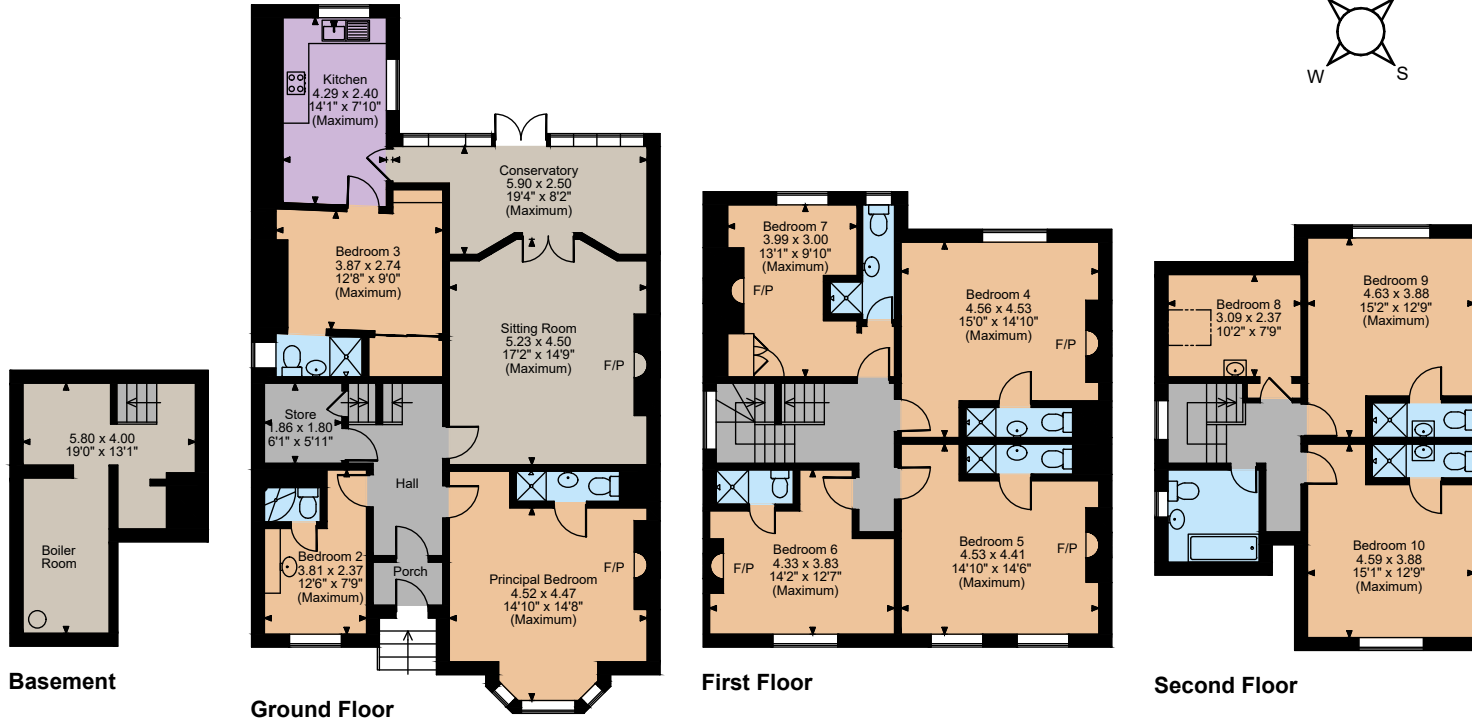 W
S
5.80 x 4.00
19'0" x 13'1"
Boiler
Room
Basement
Kitchen
4.29 x 2.40
14'1" x 7'10"
(Maximum)
Conservatory
5.90 x 2.50
19'4" x 8'2"
(Maximum)
Bedroom 3
3.87 x 2.74
12'8" x 9'0"
(Maximum)
Sitting Room
5.23 x 4.50
17'2" x 14'9"
(Maximum)
F/P
Store
1.86 x 1.80
6'1" x 5'11"
Hall
Bedroom 2
3.81 x 2.37
12'6" x 7'9"
(Maximum)
Porch
Principal Bedroom
4.52 x 4.47
14'10" x 14'8"
(Maximum)
F/P
Ground Floor
Bedroom 7
3.99 x 3.00
13'1" x 9'10"
(Maximum)
F/P
Bedroom 4
4.56 x 4.53
15'0" x 14'10"
(Maximum)
F/P
Bedroom 6
4.33 x 3.83
14'2" x 12'7"
(Maximum)
F/P
Bedroom 5
4.53 x 4.41
14'10" x 14'6"
(Maximum)
F/P
First Floor
Bedroom 8
3.09 x 2.37
10'2" x 7'9"
Bedroom 9
4.63 x 3.88
15'2" x 12'9"
(Maximum)
Bedroom 10
4.59 x 3.88
15'1" x 12'9"
(Maximum)
Second Floor